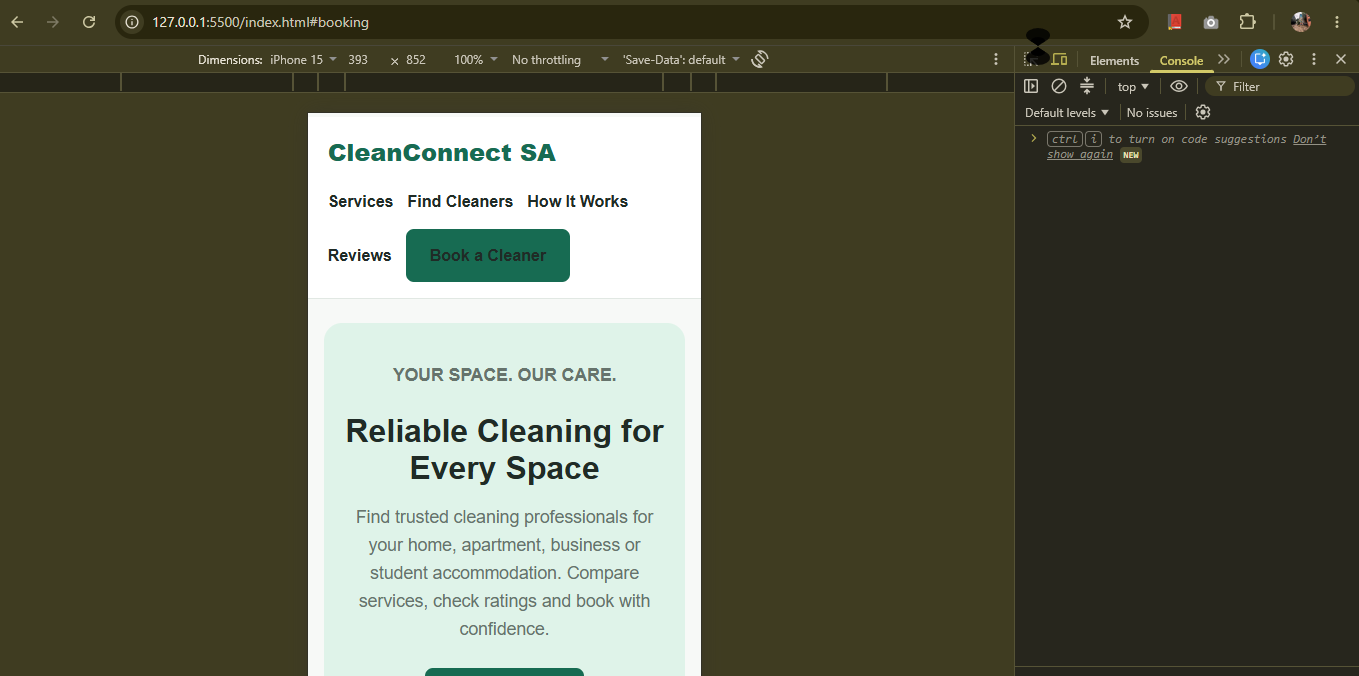 127.0.0.1:5500/index.html#booking
Dimensions: iPhone 15 393 × 852 100% No throttling 'Save-Data': default
Elements Console
top Filter
Default levels No issues
ctrl i to turn on code suggestions Don't
show again NEW
CleanConnect SA
Services Find Cleaners How It Works
Reviews Book a Cleaner
YOUR SPACE. OUR CARE.
Reliable Cleaning for
Every Space
Find trusted cleaning professionals for
your home, apartment, business or
student accommodation. Compare
services, check ratings and book with
confidence.